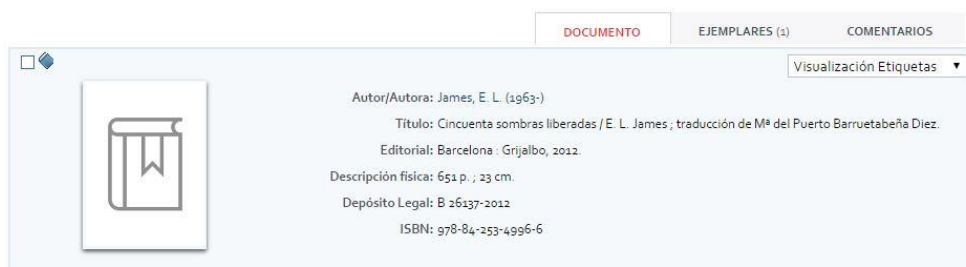 DOCUMENTO EJEMPLARES (1) COMENTARIOS
Visualización Etiquetas
Autor/Autora: James, E. L. (1963-)
Título: Cincuenta sombras liberadas / E. L. James ; traducción de Mª del Puerto Barruetabeña Diez.
Editorial: Barcelona : Grijalbo, 2012.
Descripción física: 651 p. ; 23 cm.
Depósito Legal: B 26137-2012
ISBN: 978-84-253-4996-6